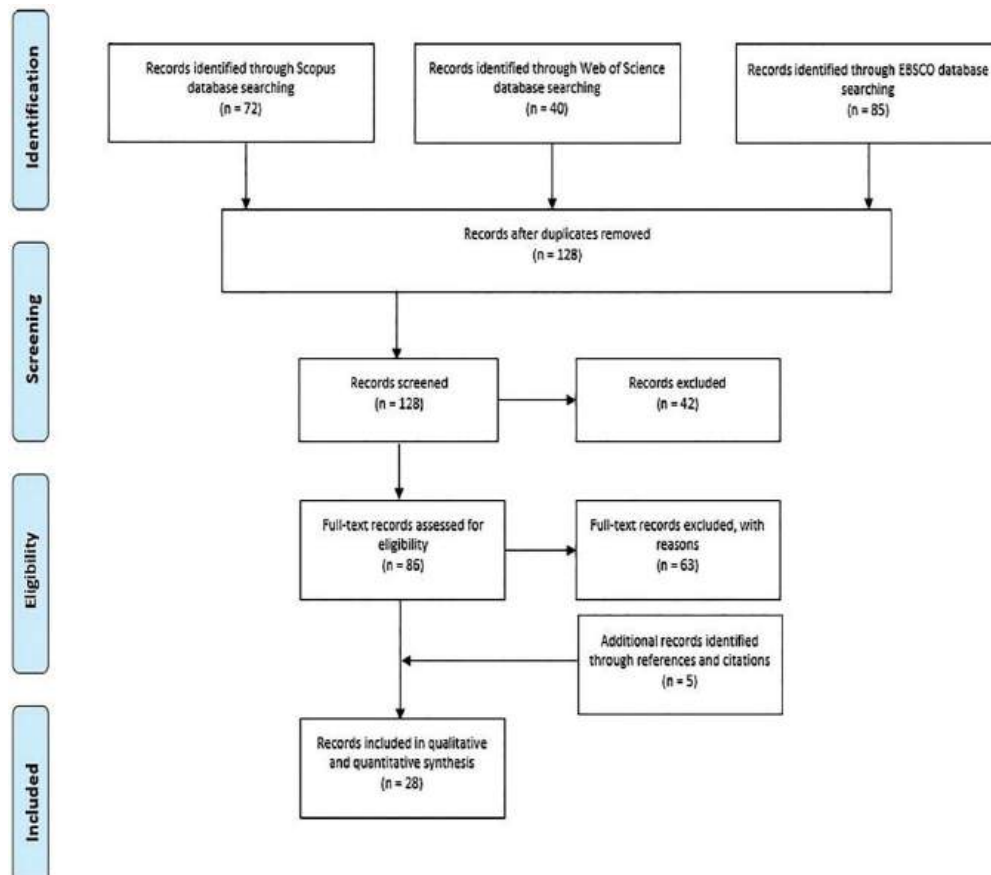 Identification
Records identified through Scopus
database searching
(n = 72)
Records identified through Web of Science
database searching
(n = 40)
Records identified through EBSCO database
searching
(n = 85)
Records after duplicates removed
(n = 128)
Screening
Records screened
(n = 128)
Records excluded
(n = 42)
Eligibility
Full-text records assessed for
eligibility
(n = 86)
Full-text records excluded, with
reasons
(n = 63)
Additional records identified
through references and citations
(n = 5)
Included
Records included in qualitative
and quantitative synthesis
(n = 28)